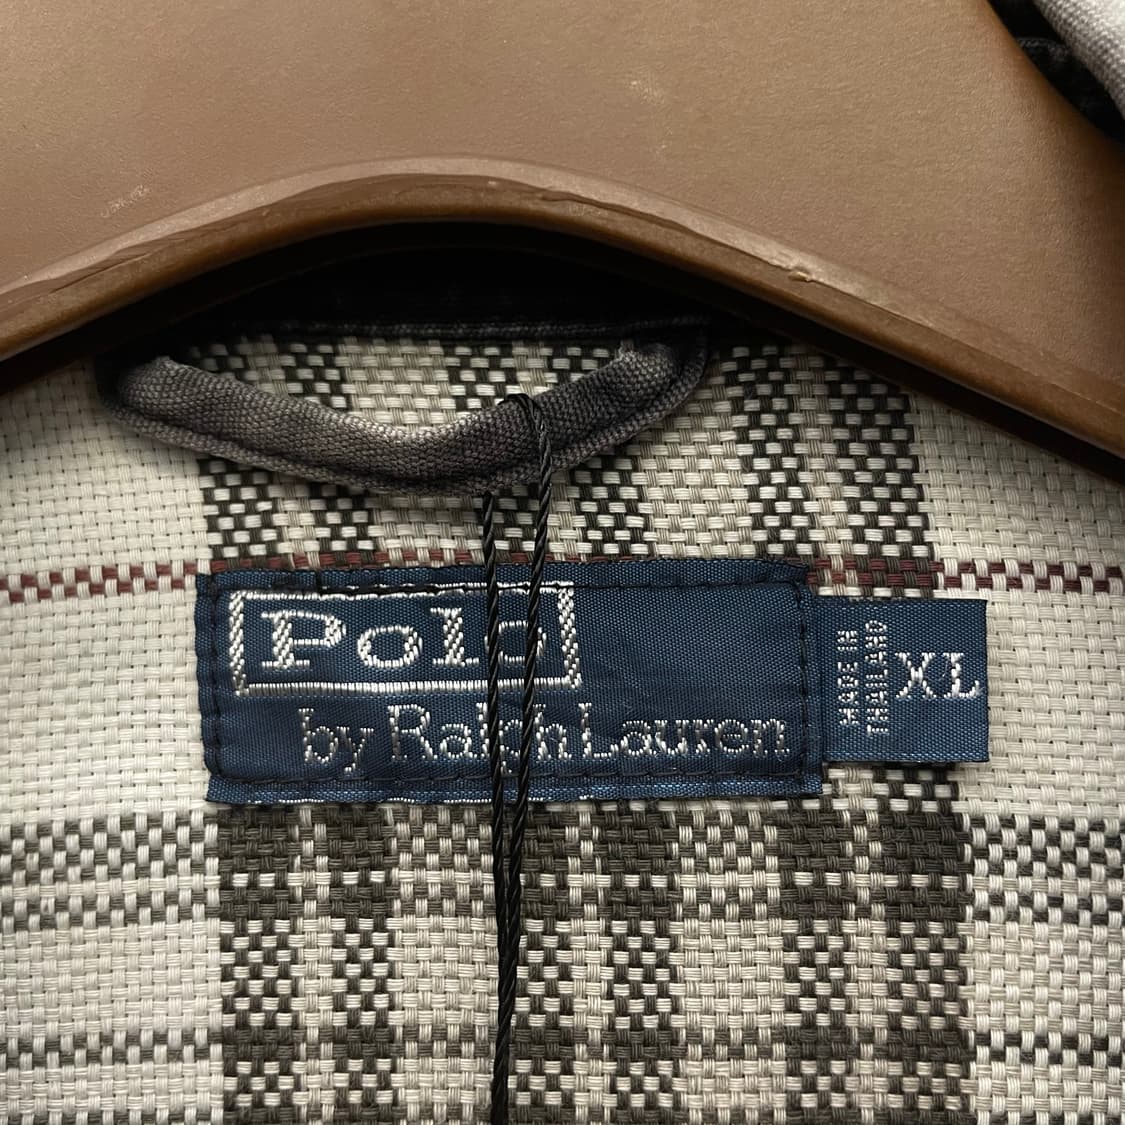 Polo
by Ralph Lauren
MADE IN
THAILAND
XL